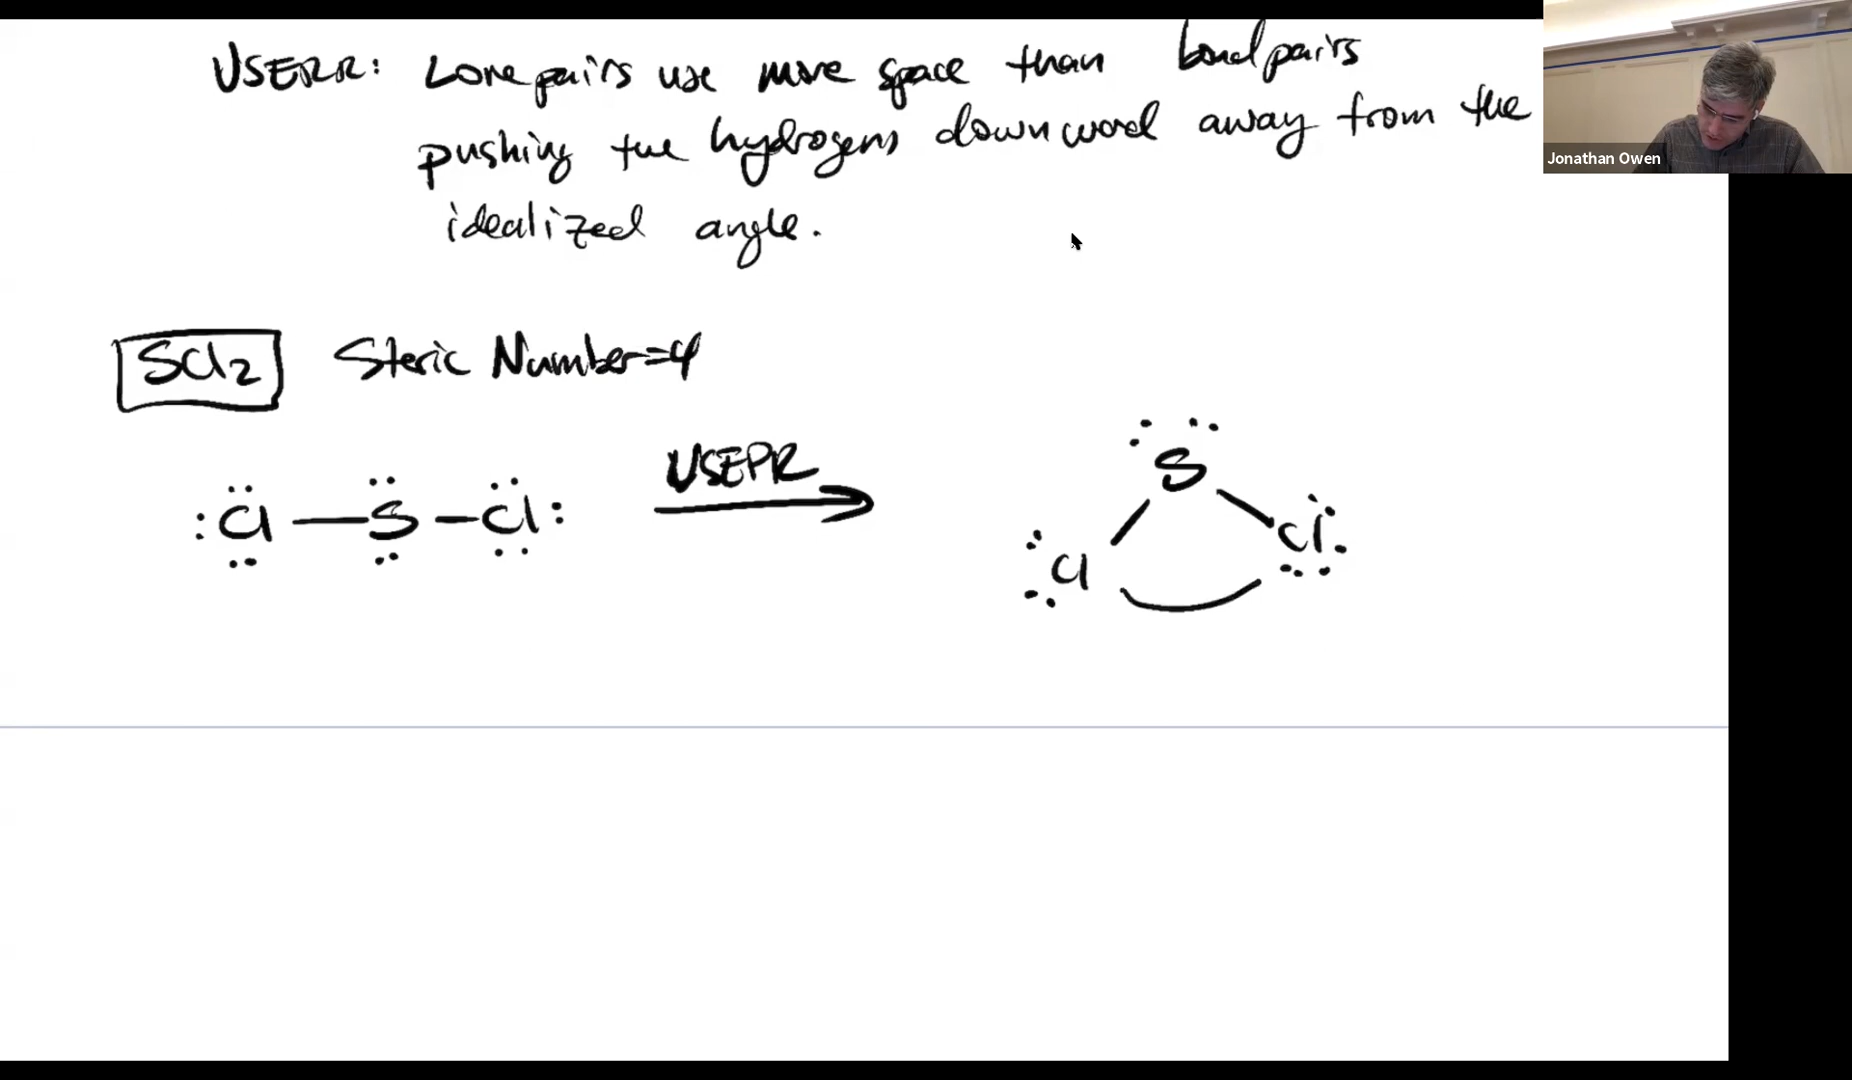 VSERR: Lone pairs use more space than bond pairs
pushing the hydrogens downward away from the
idealized angle.
Jonathan Owen
SCl2 Steric Number=4
VSEPR
:Cl—S—Cl:
S
Cl
Cl